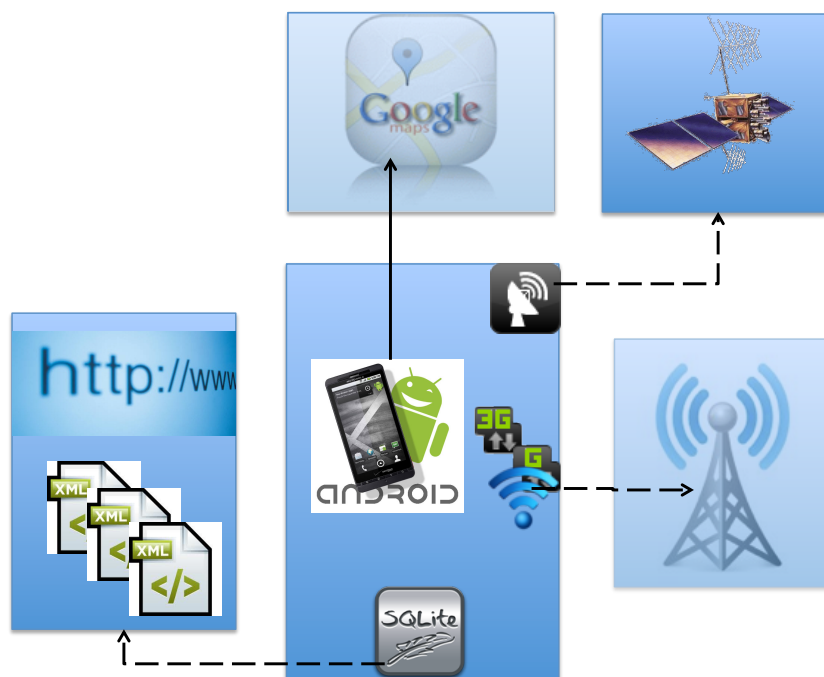 Google
maps
http://www
XML
XML
XML
</>
3G
G
ANDROID
SQLite